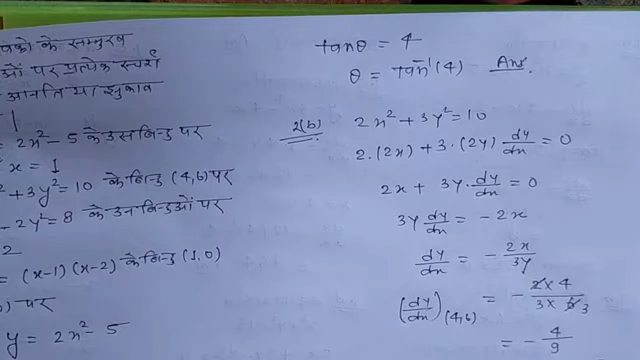 के सम्मुख
पर प्रत्येक स्पर्श
आनति या झुकाव
= 2x² - 5 के उस बिन्दु पर
x = 1
+ 3y² = 10 के बिन्दु (4,6) पर
- 2y² = 8 के उन बिन्दुओं पर
2
= (x-1)(x-2) के बिन्दु (1,0)
पर
y = 2x² - 5
tanθ = 4
θ = tan⁻¹(4) Ans.
2(b) 2x² + 3y² = 10
2·(2x) + 3·(2y) dy/dx = 0
2x + 3y·dy/dx = 0
3y dy/dx = -2x
dy/dx = -2x/3y
(dy/dx)(4,6) = - 2×4/3×6 3
= -4/9